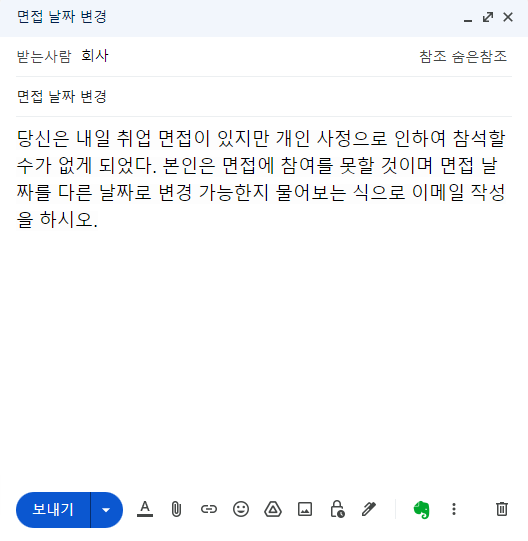 면접 날짜 변경
받는사람 회사 참조 숨은참조
면접 날짜 변경
당신은 내일 취업 면접이 있지만 개인 사정으로 인하여 참석할
수가 없게 되었다. 본인은 면접에 참여를 못할 것이며 면접 날
짜를 다른 날짜로 변경 가능한지 물어보는 식으로 이메일 작성
을 하시오.
보내기